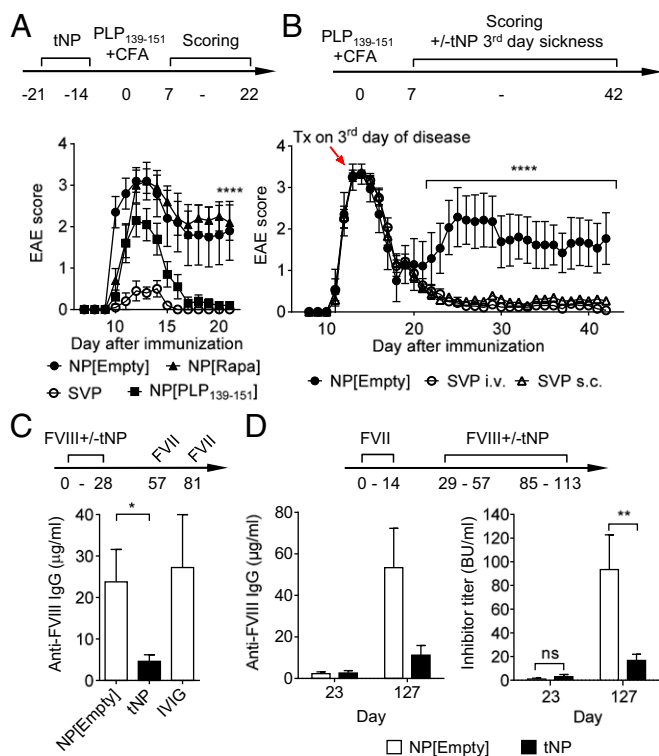 A
tNP
PLP139-151
+CFA
Scoring
-21
-14
0
7
-
22
EAE score
4
3
2
1
0
****
10
15
20
Day after immunization
NP[Empty]
NP[Rapa]
SVP
NP[PLP139-151]
B
PLP139-151
+CFA
Scoring
+/-tNP 3rd day sickness
0
7
-
42
Tx on 3rd day of disease
****
EAE score
4
3
2
1
0
10
20
30
40
Day after immunization
NP[Empty]
SVP i.v.
SVP s.c.
C
FVIII+/-tNP
FVII
FVII
0 - 28
57
81
Anti-FVIII IgG (µg/ml)
40
30
20
10
0
*
NP[Empty]
tNP
IVIG
D
FVII
FVIII+/-tNP
0 - 14
29 - 57
85 - 113
Anti-FVIII IgG (µg/ml)
80
60
40
20
0
23
127
Day
Inhibitor titer (BU/ml)
140
120
100
80
60
40
20
0
ns
**
23
127
Day
NP[Empty]
tNP